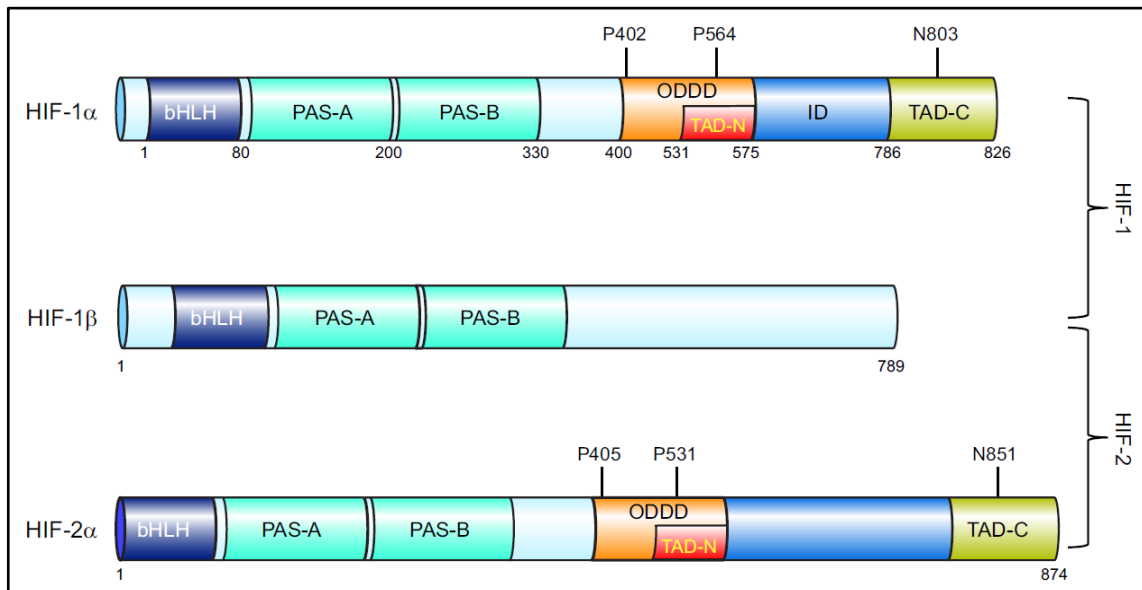 P402 P564 N803
HIF-1α bHLH PAS-A PAS-B ODDD TAD-N ID TAD-C
1 80 200 330 400 531 575 786 826
HIF-1
HIF-1β bHLH PAS-A PAS-B
1 789
HIF-2
P405 P531 N851
HIF-2α bHLH PAS-A PAS-B ODDD TAD-N TAD-C
1 874